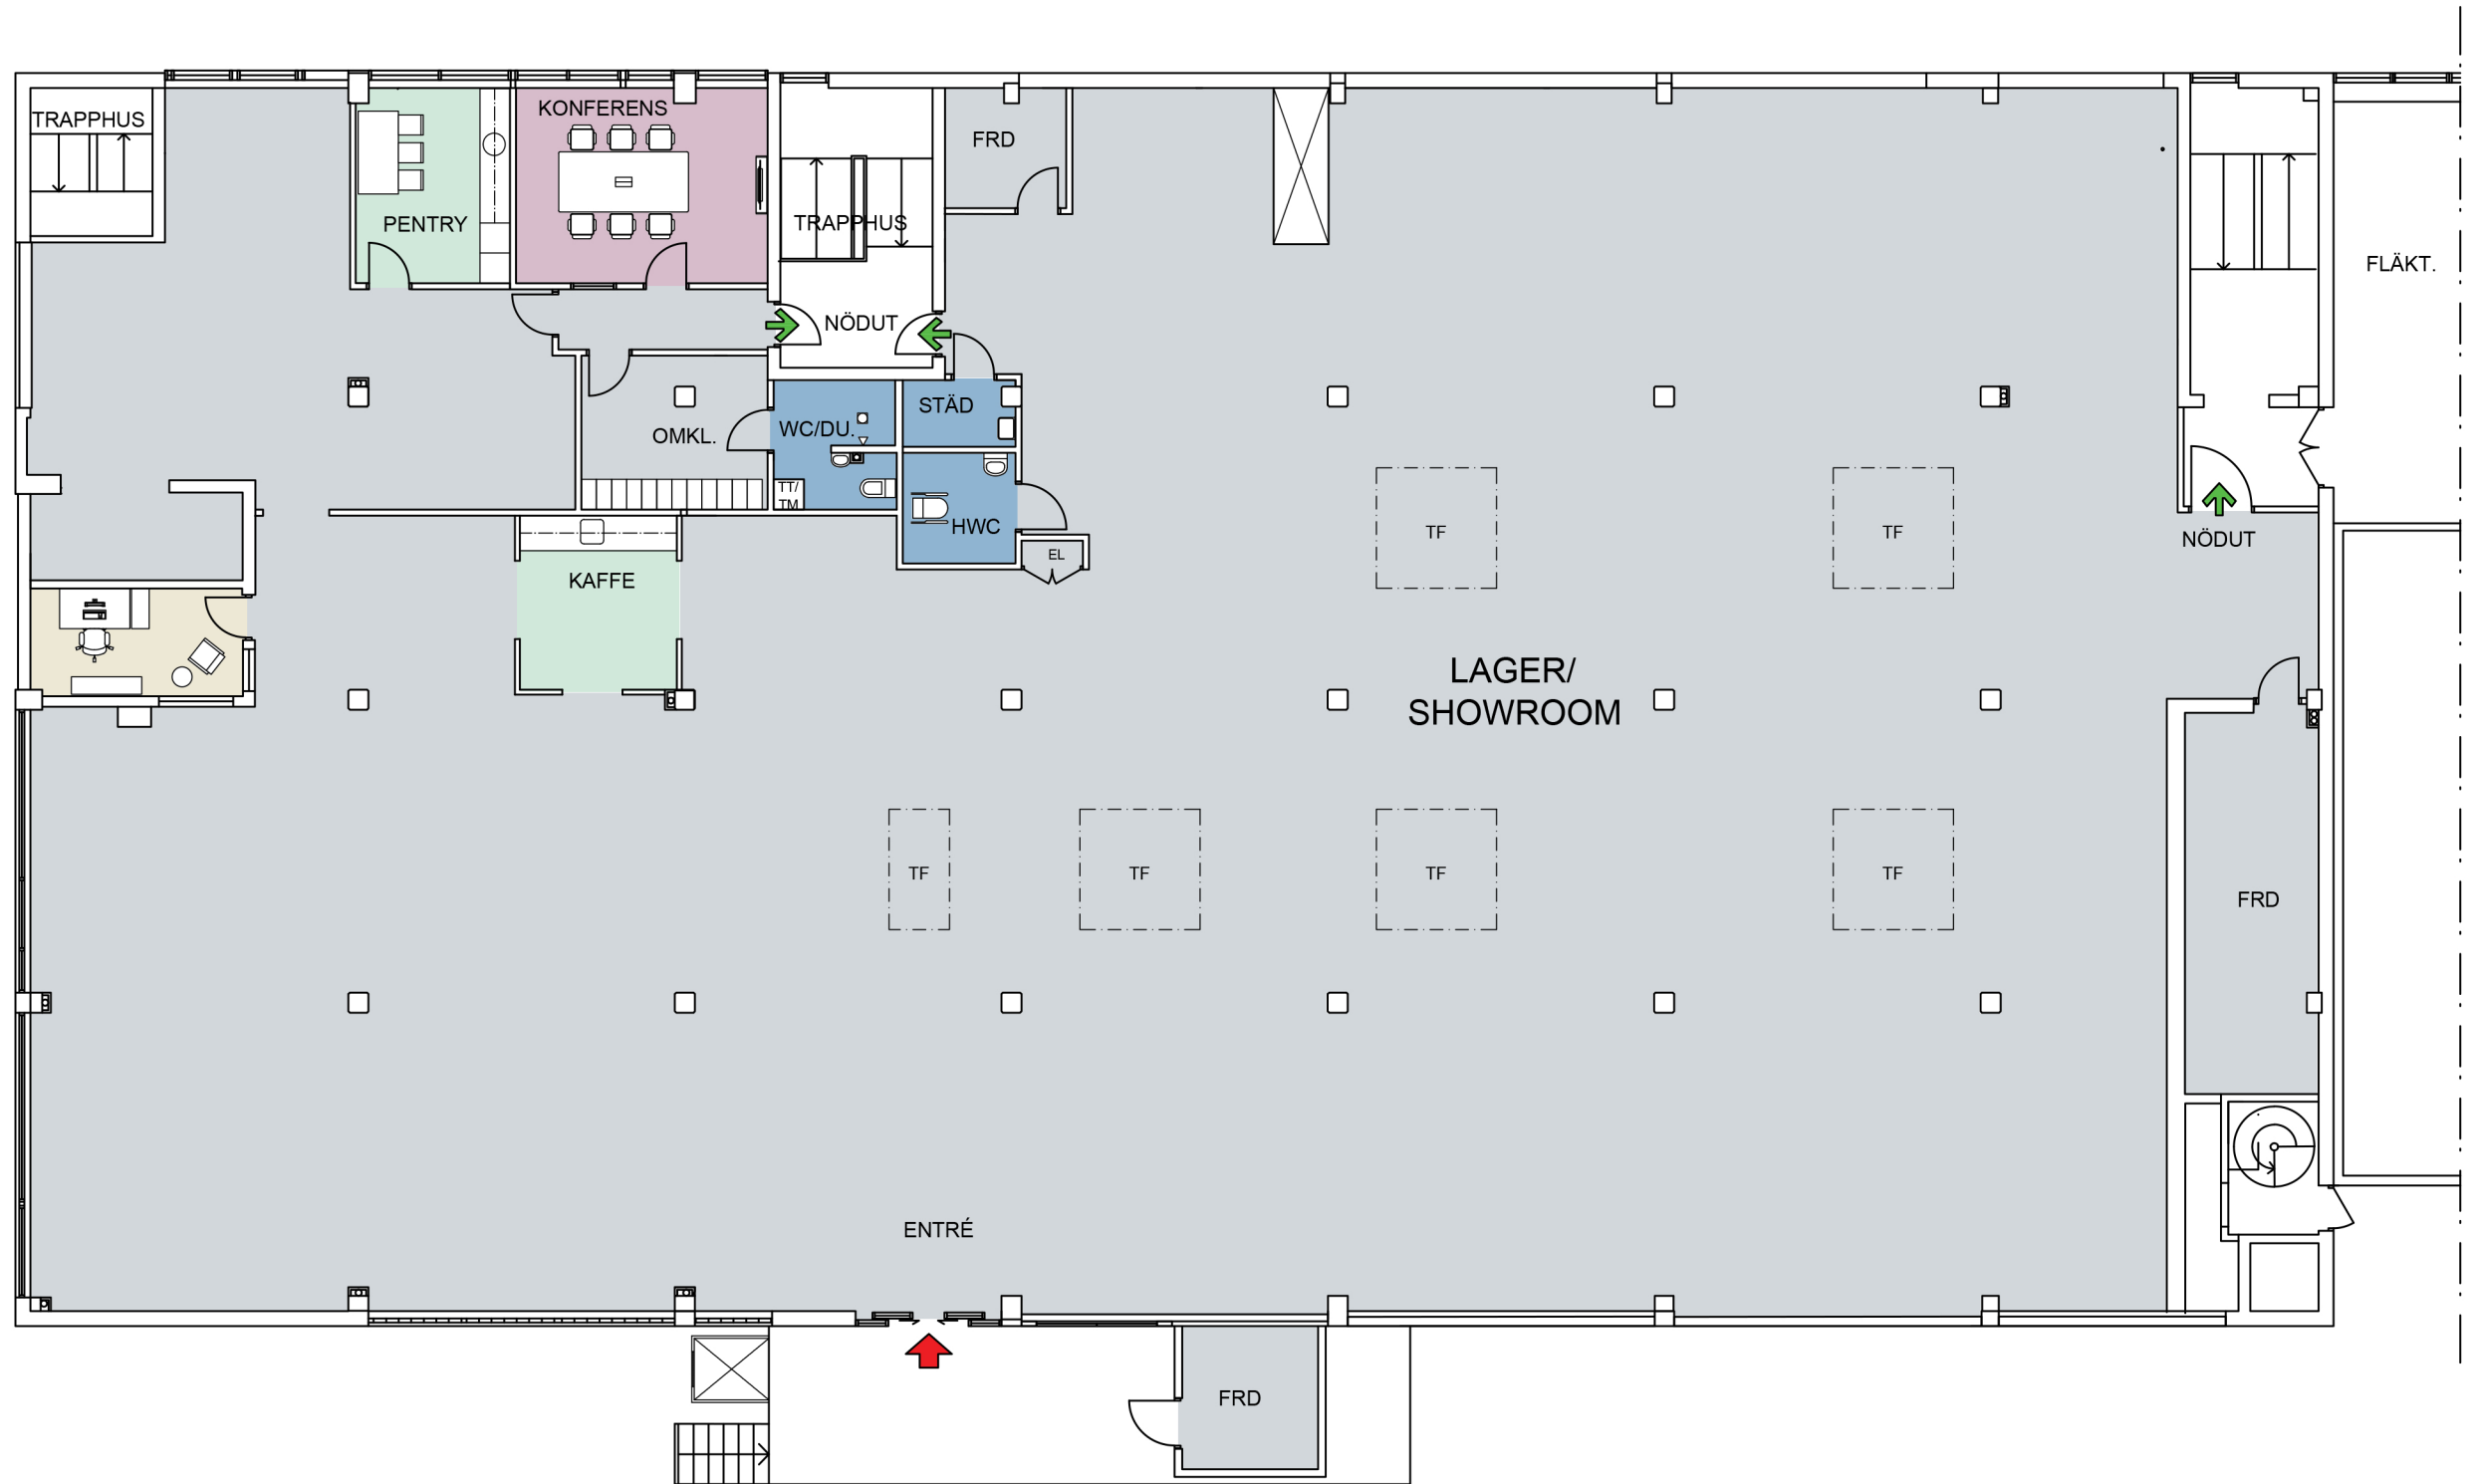 KONFERENS
TRAPPHUS
FRD
PENTRY
TRAPPHUS
FLÄKT.
NÖDUT
STÄD
WC/DU.
OMKL.
TT/
TM
HWC
TF
TF
NÖDUT
EL
KAFFE
LAGER/
SHOWROOM
TF
TF
TF
TF
FRD
ENTRÉ
FRD